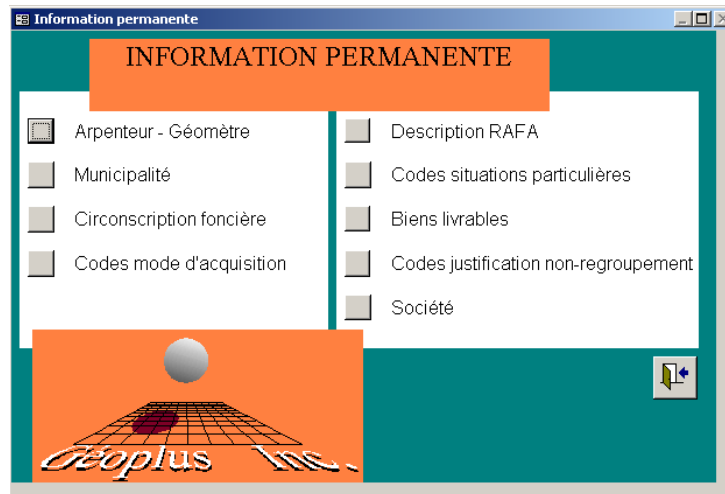 Information permanente
INFORMATION PERMANENTE
Arpenteur - Géomètre
Municipalité
Circonscription foncière
Codes mode d'acquisition
Description RAFA
Codes situations particulières
Biens livrables
Codes justification non-regroupement
Société
Géoplus Inc.